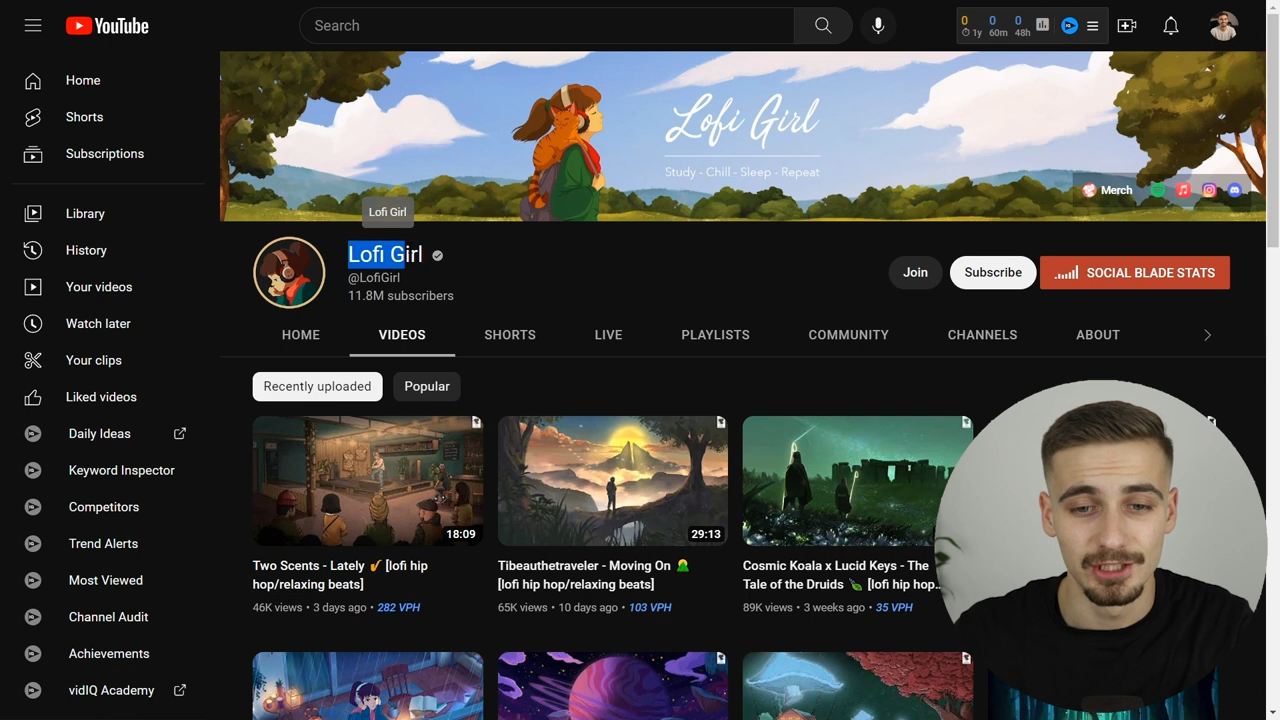 YouTube
Search
0 0 0
1y 60m 48h
Home
Shorts
Subscriptions
Library
History
Your videos
Watch later
Your clips
Liked videos
Daily Ideas
Keyword Inspector
Competitors
Trend Alerts
Most Viewed
Channel Audit
Achievements
vidIQ Academy
Lofi Girl
Study - Chill - Sleep - Repeat
Merch
Lofi Girl
Lofi Girl
@LofiGirl
11.8M subscribers
Join
Subscribe
SOCIAL BLADE STATS
HOME
VIDEOS
SHORTS
LIVE
PLAYLISTS
COMMUNITY
CHANNELS
ABOUT
Recently uploaded
Popular
18:09
Two Scents - Lately [lofi hip
hop/relaxing beats]
46K views • 3 days ago • 282 VPH
29:13
Tibeauthetraveler - Moving On
[lofi hip hop/relaxing beats]
65K views • 10 days ago • 103 VPH
Cosmic Koala x Lucid Keys - The
Tale of the Druids [lofi hip hop...
89K views • 3 weeks ago • 35 VPH